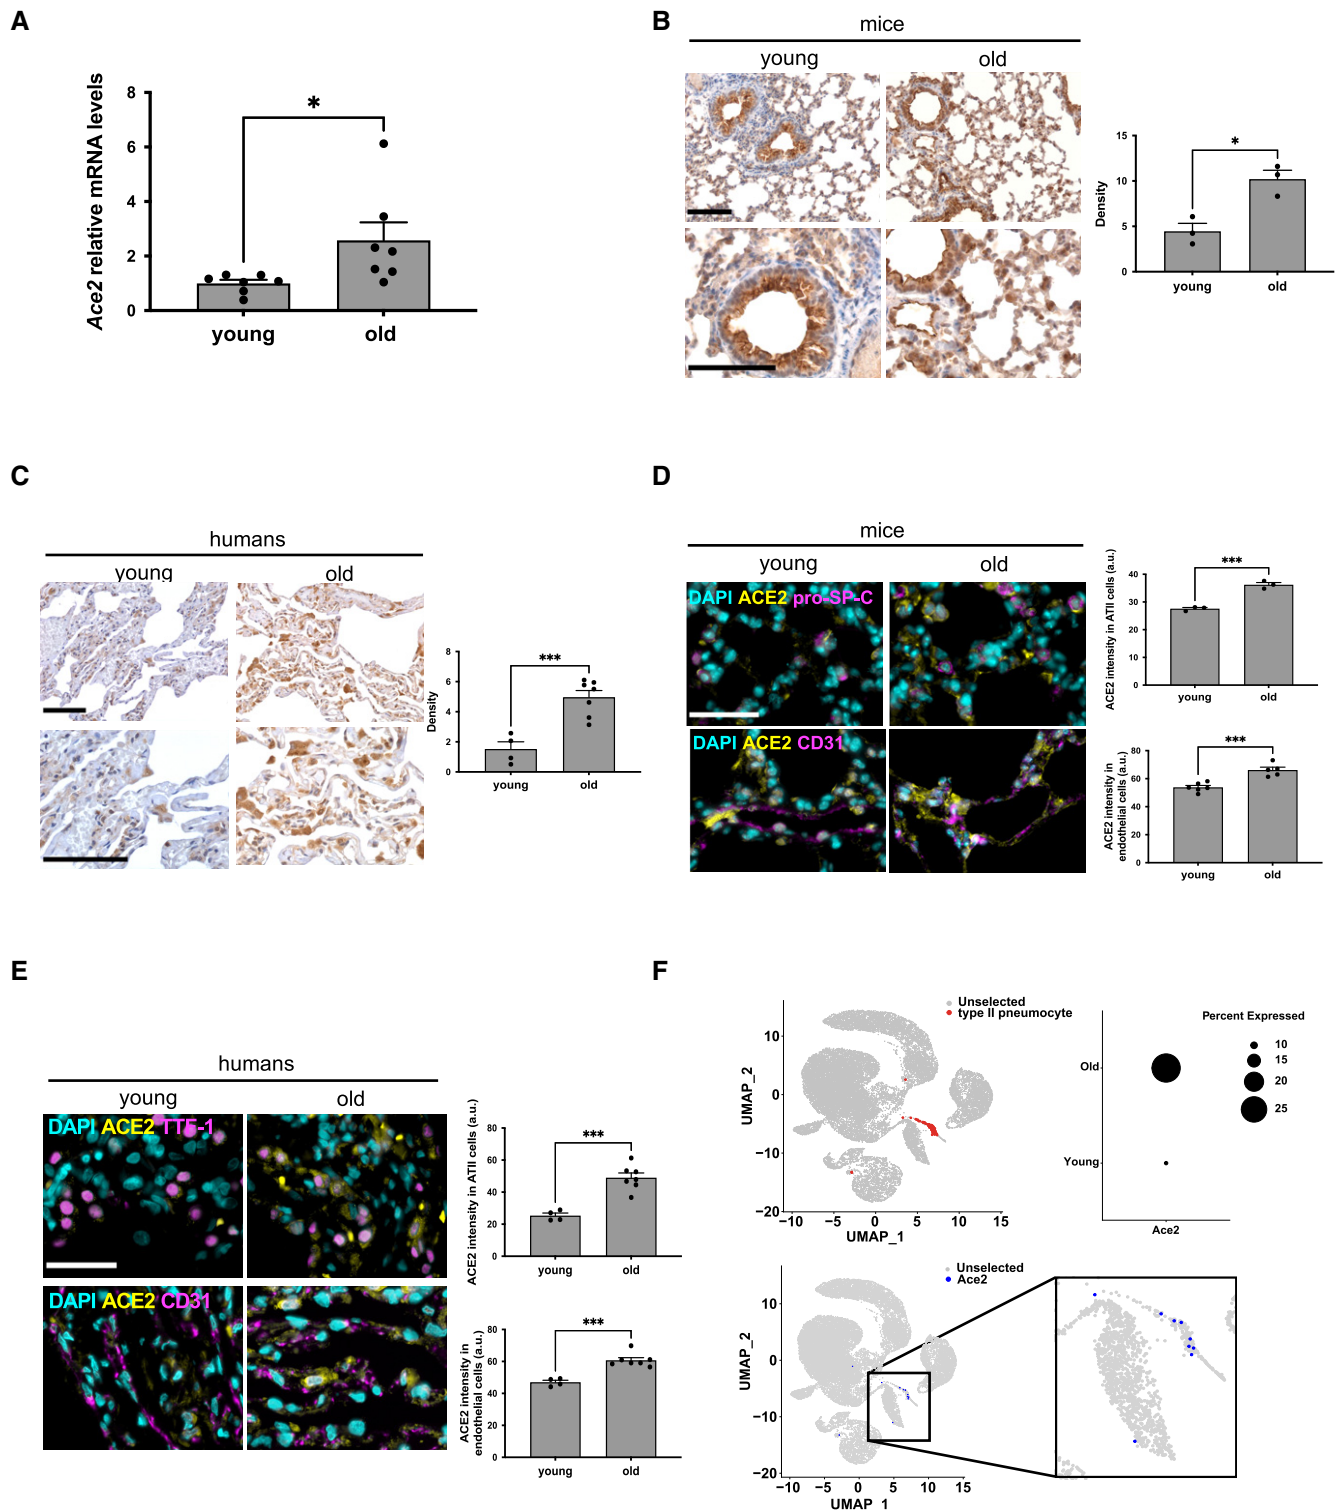 A
Ace2 relative mRNA levels
8
6
4
2
0
*
young
old
B
mice
young
old
Density
15
10
5
0
*
young
old
C
humans
young
old
Density
8
6
4
2
0
***
young
old
D
mice
young
old
DAPI ACE2 pro-SP-C
DAPI ACE2 CD31
ACE2 intensity in ATII cells (a.u.)
40
30
20
10
0
***
young
old
ACE2 intensity in
endothelial cells (a.u.)
80
60
40
20
0
***
young
old
E
humans
young
old
DAPI ACE2 TTF-1
DAPI ACE2 CD31
ACE2 intensity in ATII cells (a.u.)
80
60
40
20
0
***
young
old
ACE2 intensity in
endothelial cells (a.u.)
80
60
40
20
0
***
young
old
F
Unselected
type II pneumocyte
UMAP_2
10
0
−10
−20
−10
−5
0
5
10
15
UMAP_1
Old
Young
Ace2
Percent Expressed
10
15
20
25
Unselected
Ace2
UMAP_2
10
0
−10
−20
−10
−5
0
5
10
15
UMAP_1